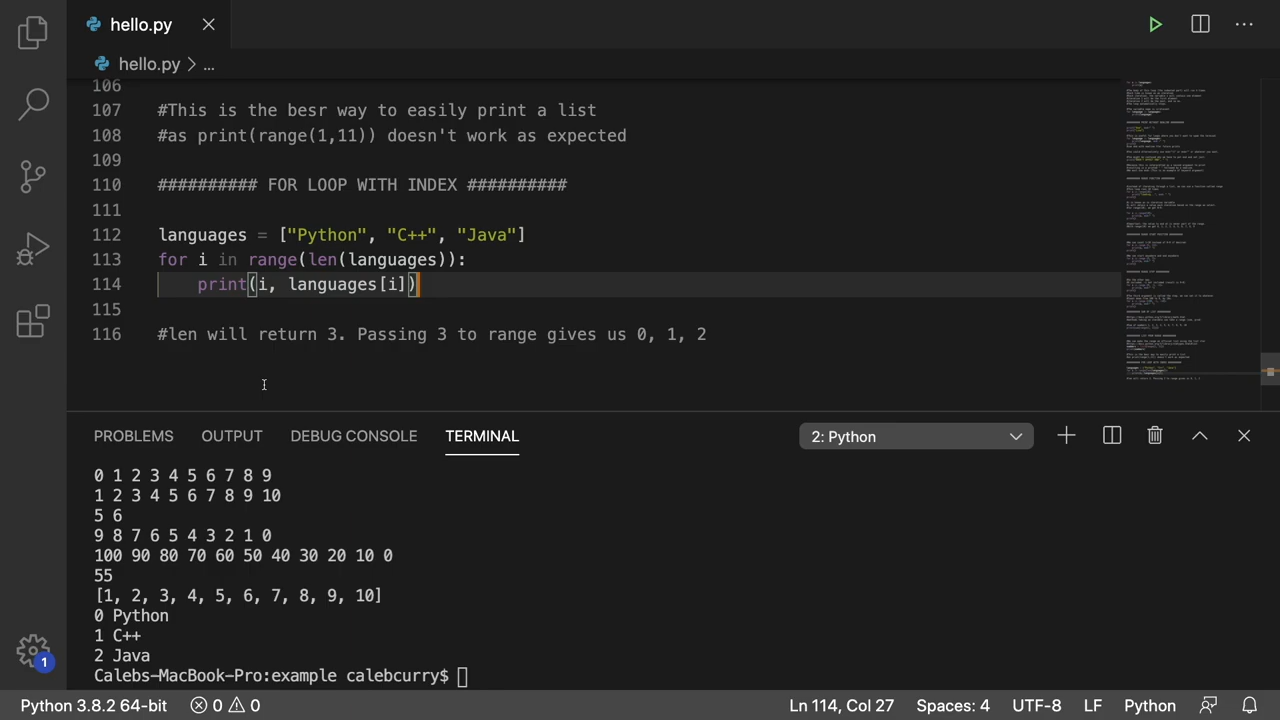 hello.py
hello.py > ...
106
107 #This is the besr way to easily print a list
108 #as print(range(1,11)) doesn't work as expected
109
110 ######### FOR LOOP WITH INDEX #########
111
112 languages = ["Python", "C++", "Java"]
113 for i in range(len(languages)):
114 print(i, languages[i])
115
116 #len will return 3. Passing 3 to range gives us 0, 1, 2
PROBLEMS OUTPUT DEBUG CONSOLE TERMINAL 2: Python
0 1 2 3 4 5 6 7 8 9
1 2 3 4 5 6 7 8 9 10
5 6
9 8 7 6 5 4 3 2 1 0
100 90 80 70 60 50 40 30 20 10 0
55
[1, 2, 3, 4, 5, 6, 7, 8, 9, 10]
0 Python
1 C++
2 Java
Calebs-MacBook-Pro:example calebcurry$
1
Python 3.8.2 64-bit 0 0 Ln 114, Col 27 Spaces: 4 UTF-8 LF Python